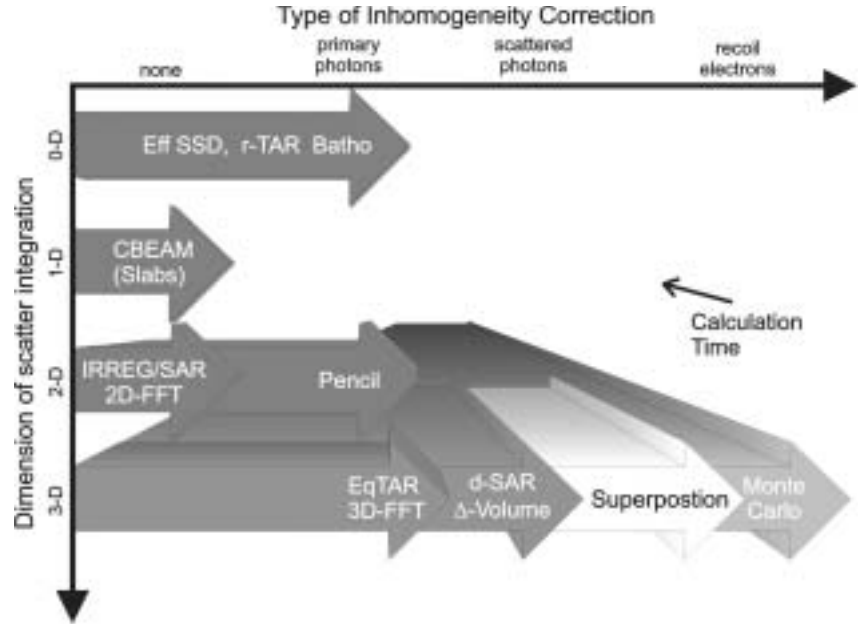 Type of Inhomogeneity Correction
none
primary
photons
scattered
photons
recoil
electrons
Dimension of scatter integration
0-D
Eff SSD, r-TAR Batho
1-D
CBEAM
(Slabs)
Calculation
Time
2-D
IRREG/SAR
2D-FFT
Pencil
3-D
EqTAR
3D-FFT
d-SAR
Δ-Volume
Superpostion
Monte
Carlo